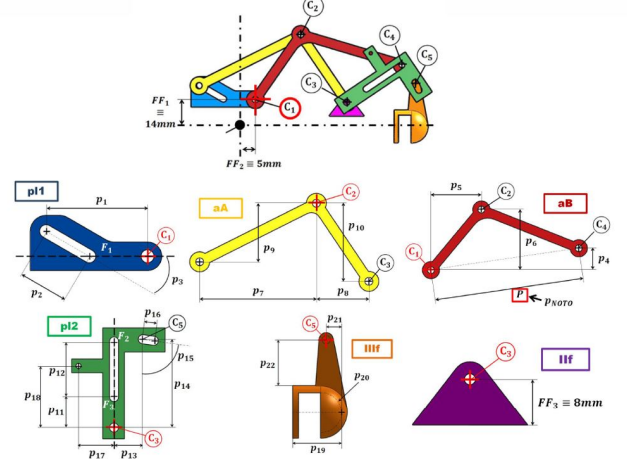 C₂
C₄
C₅
C₃
FF₁
≡
14mm
C₁
FF₂ ≡ 5mm
pl1
p₁
C₁
F₁
p₂
p₃
aA
C₂
p₉
p₁₀
C₃
p₇
p₈
aB
p₅
C₂
p₆
C₄
C₁
p₄
P
p_NOTO
pl2
p₁₆
C₅
F₂
p₁₅
p₁₂
p₁₄
p₁₈
F₃
p₁₁
C₃
p₁₇
p₁₃
IIIf
C₅
p₂₁
p₂₂
p₂₀
p₁₉
IIf
C₃
FF₃ ≡ 8mm